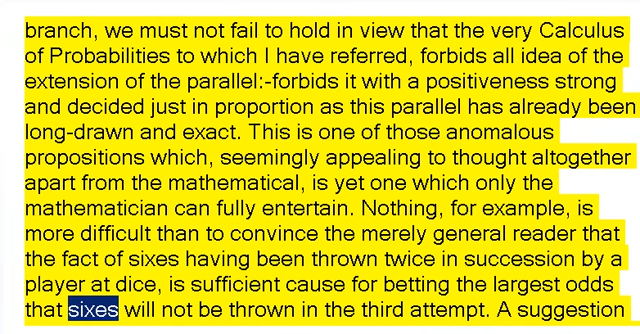 branch, we must not fail to hold in view that the very Calculus
of Probabilities to which I have referred, forbids all idea of the
extension of the parallel:-forbids it with a positiveness strong
and decided just in proportion as this parallel has already been
long-drawn and exact. This is one of those anomalous
propositions which, seemingly appealing to thought altogether
apart from the mathematical, is yet one which only the
mathematician can fully entertain. Nothing, for example, is
more difficult than to convince the merely general reader that
the fact of sixes having been thrown twice in succession by a
player at dice, is sufficient cause for betting the largest odds
that sixes will not be thrown in the third attempt. A suggestion